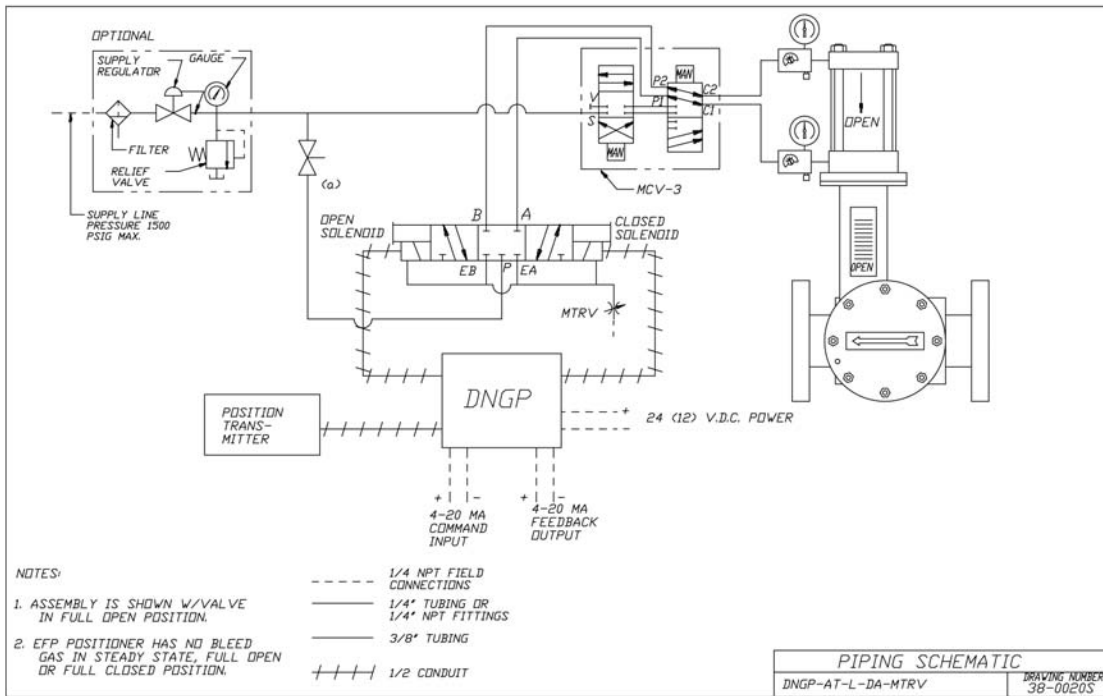 OPTIONAL
SUPPLY
REGULATOR
GAUGE
FILTER
RELIEF
VALVE
SUPPLY LINE
PRESSURE 1500
PSIG MAX.
(a)
MAN
P2
C2
V
P1
C1
S
MAN
MCV-3
OPEN
OPEN
OPEN
SOLENOID
B
A
CLOSED
SOLENOID
EB
P
EA
MTRV
DNGP
POSITION
TRANS-
MITTER
+
24 (12) V.D.C. POWER
-
+ -
4-20 MA
COMMAND
INPUT
+ -
4-20 MA
FEEDBACK
OUTPUT
NOTES:
1. ASSEMBLY IS SHOWN W/VALVE
IN FULL OPEN POSITION.
2. EFP POSITIONER HAS NO BLEED
GAS IN STEADY STATE, FULL OPEN
OR FULL CLOSED POSITION.
1/4 NPT FIELD
CONNECTIONS
1/4" TUBING OR
1/4" NPT FITTINGS
3/8" TUBING
1/2 CONDUIT
PIPING SCHEMATIC
DNGP-AT-L-DA-MTRV
DRAWING NUMBER
38-0020S